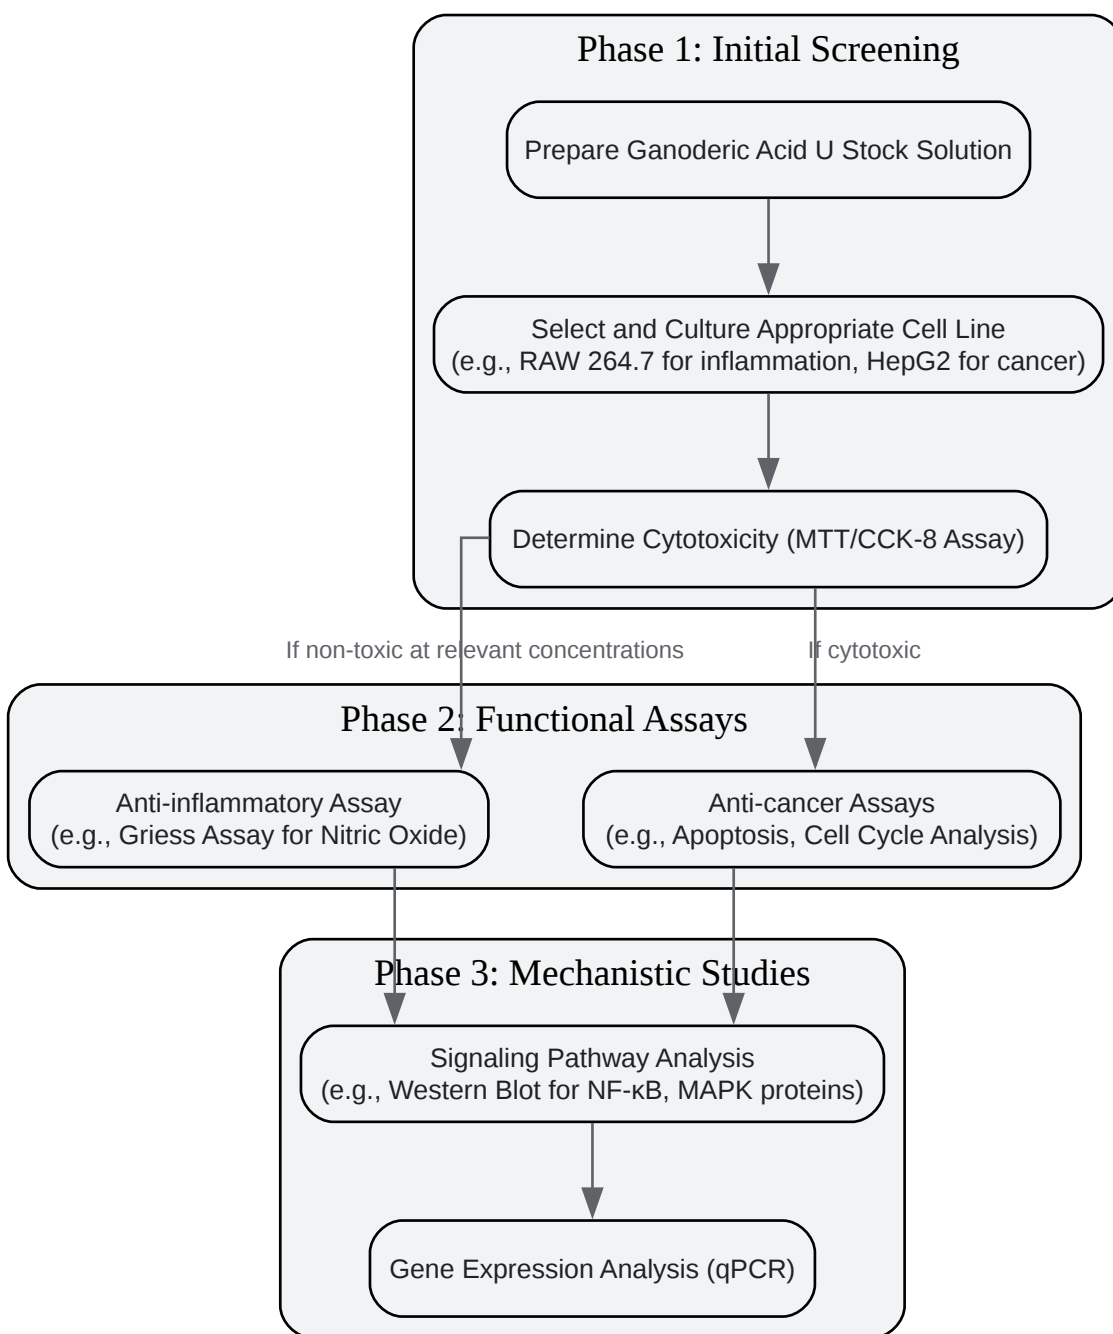 Phase 1: Initial Screening
Prepare Ganoderic Acid U Stock Solution
Select and Culture Appropriate Cell Line
(e.g., RAW 264.7 for inflammation, HepG2 for cancer)
Determine Cytotoxicity (MTT/CCK-8 Assay)
If non-toxic at relevant concentrations
If cytotoxic
Phase 2: Functional Assays
Anti-inflammatory Assay
(e.g., Griess Assay for Nitric Oxide)
Anti-cancer Assays
(e.g., Apoptosis, Cell Cycle Analysis)
Phase 3: Mechanistic Studies
Signaling Pathway Analysis
(e.g., Western Blot for NF-κB, MAPK proteins)
Gene Expression Analysis (qPCR)